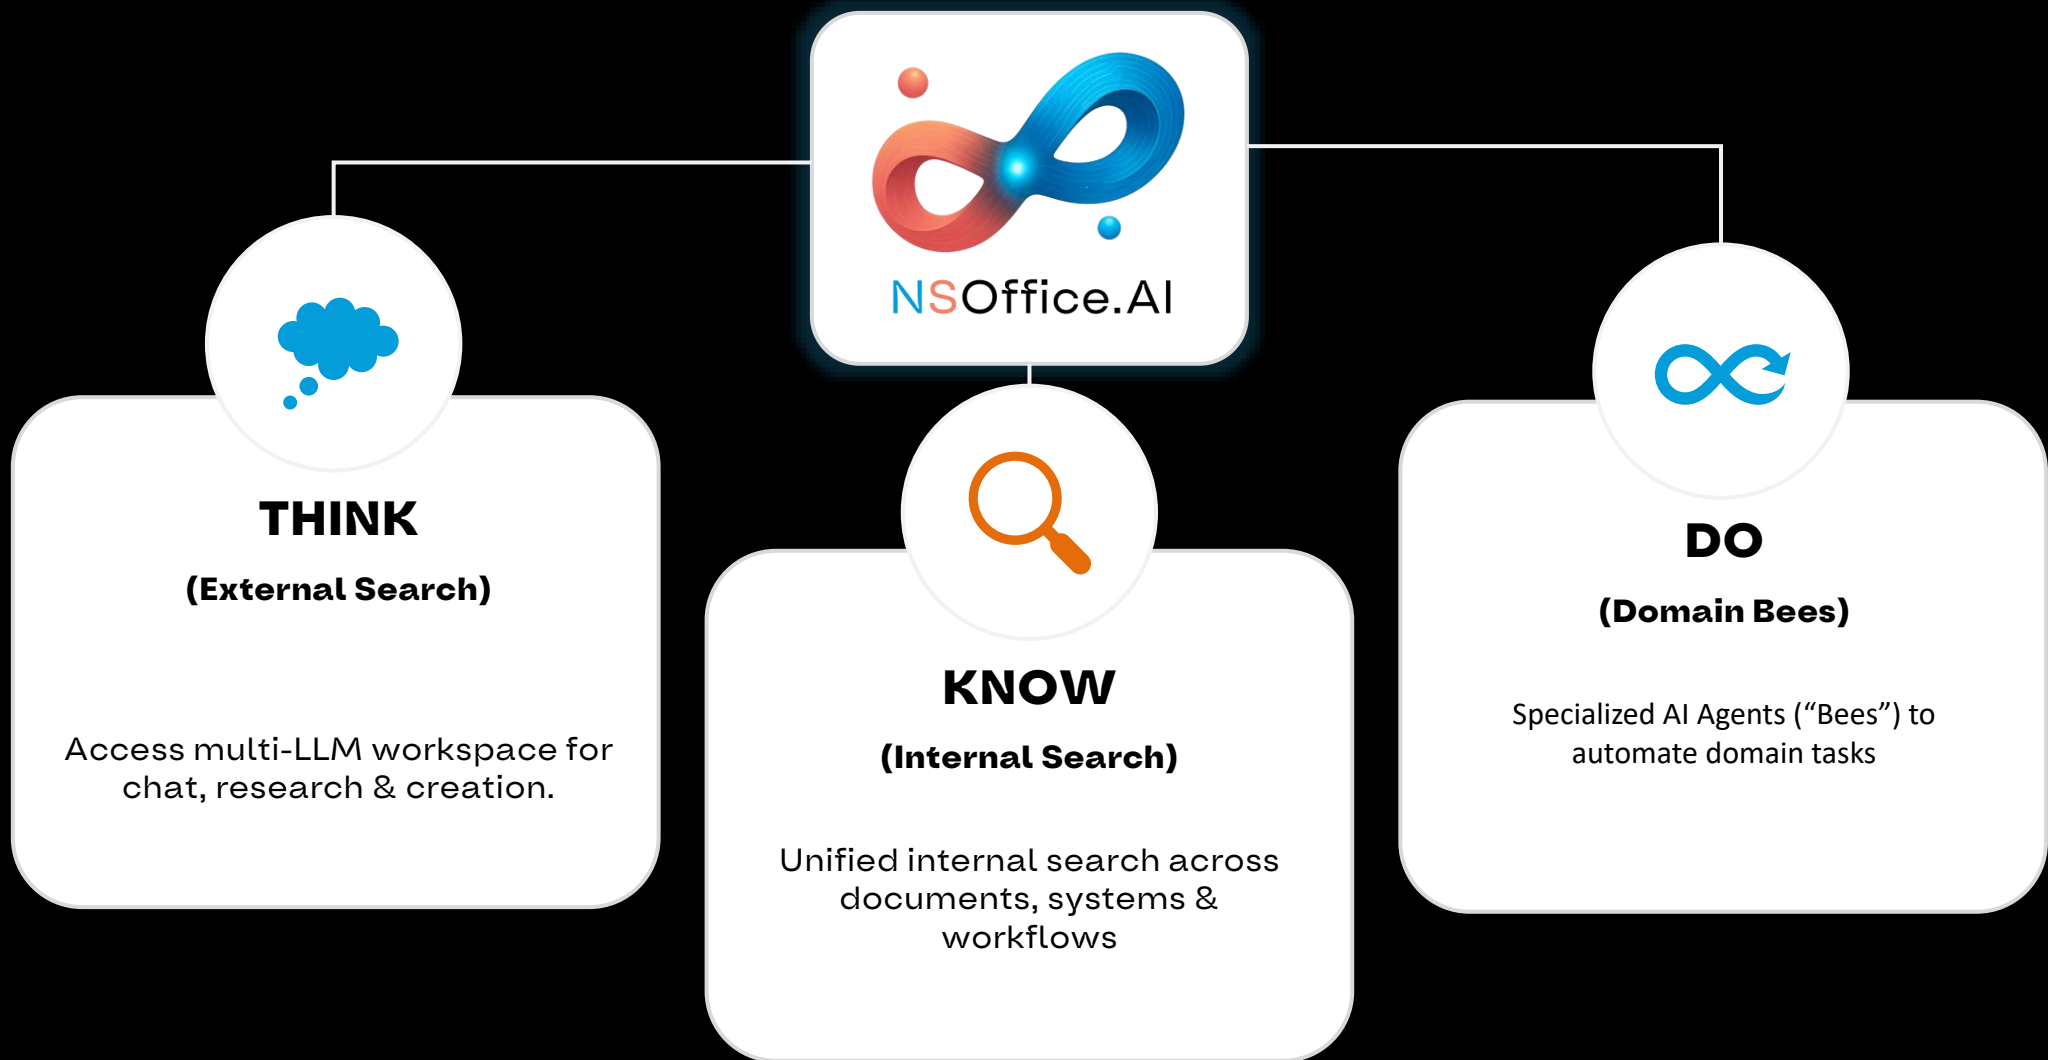 NSOffice.AI
THINK
(External Search)
Access multi-LLM workspace for
chat, research & creation.
KNOW
(Internal Search)
Unified internal search across
documents, systems &
workflows
DO
(Domain Bees)
Specialized AI Agents (“Bees”) to
automate domain tasks